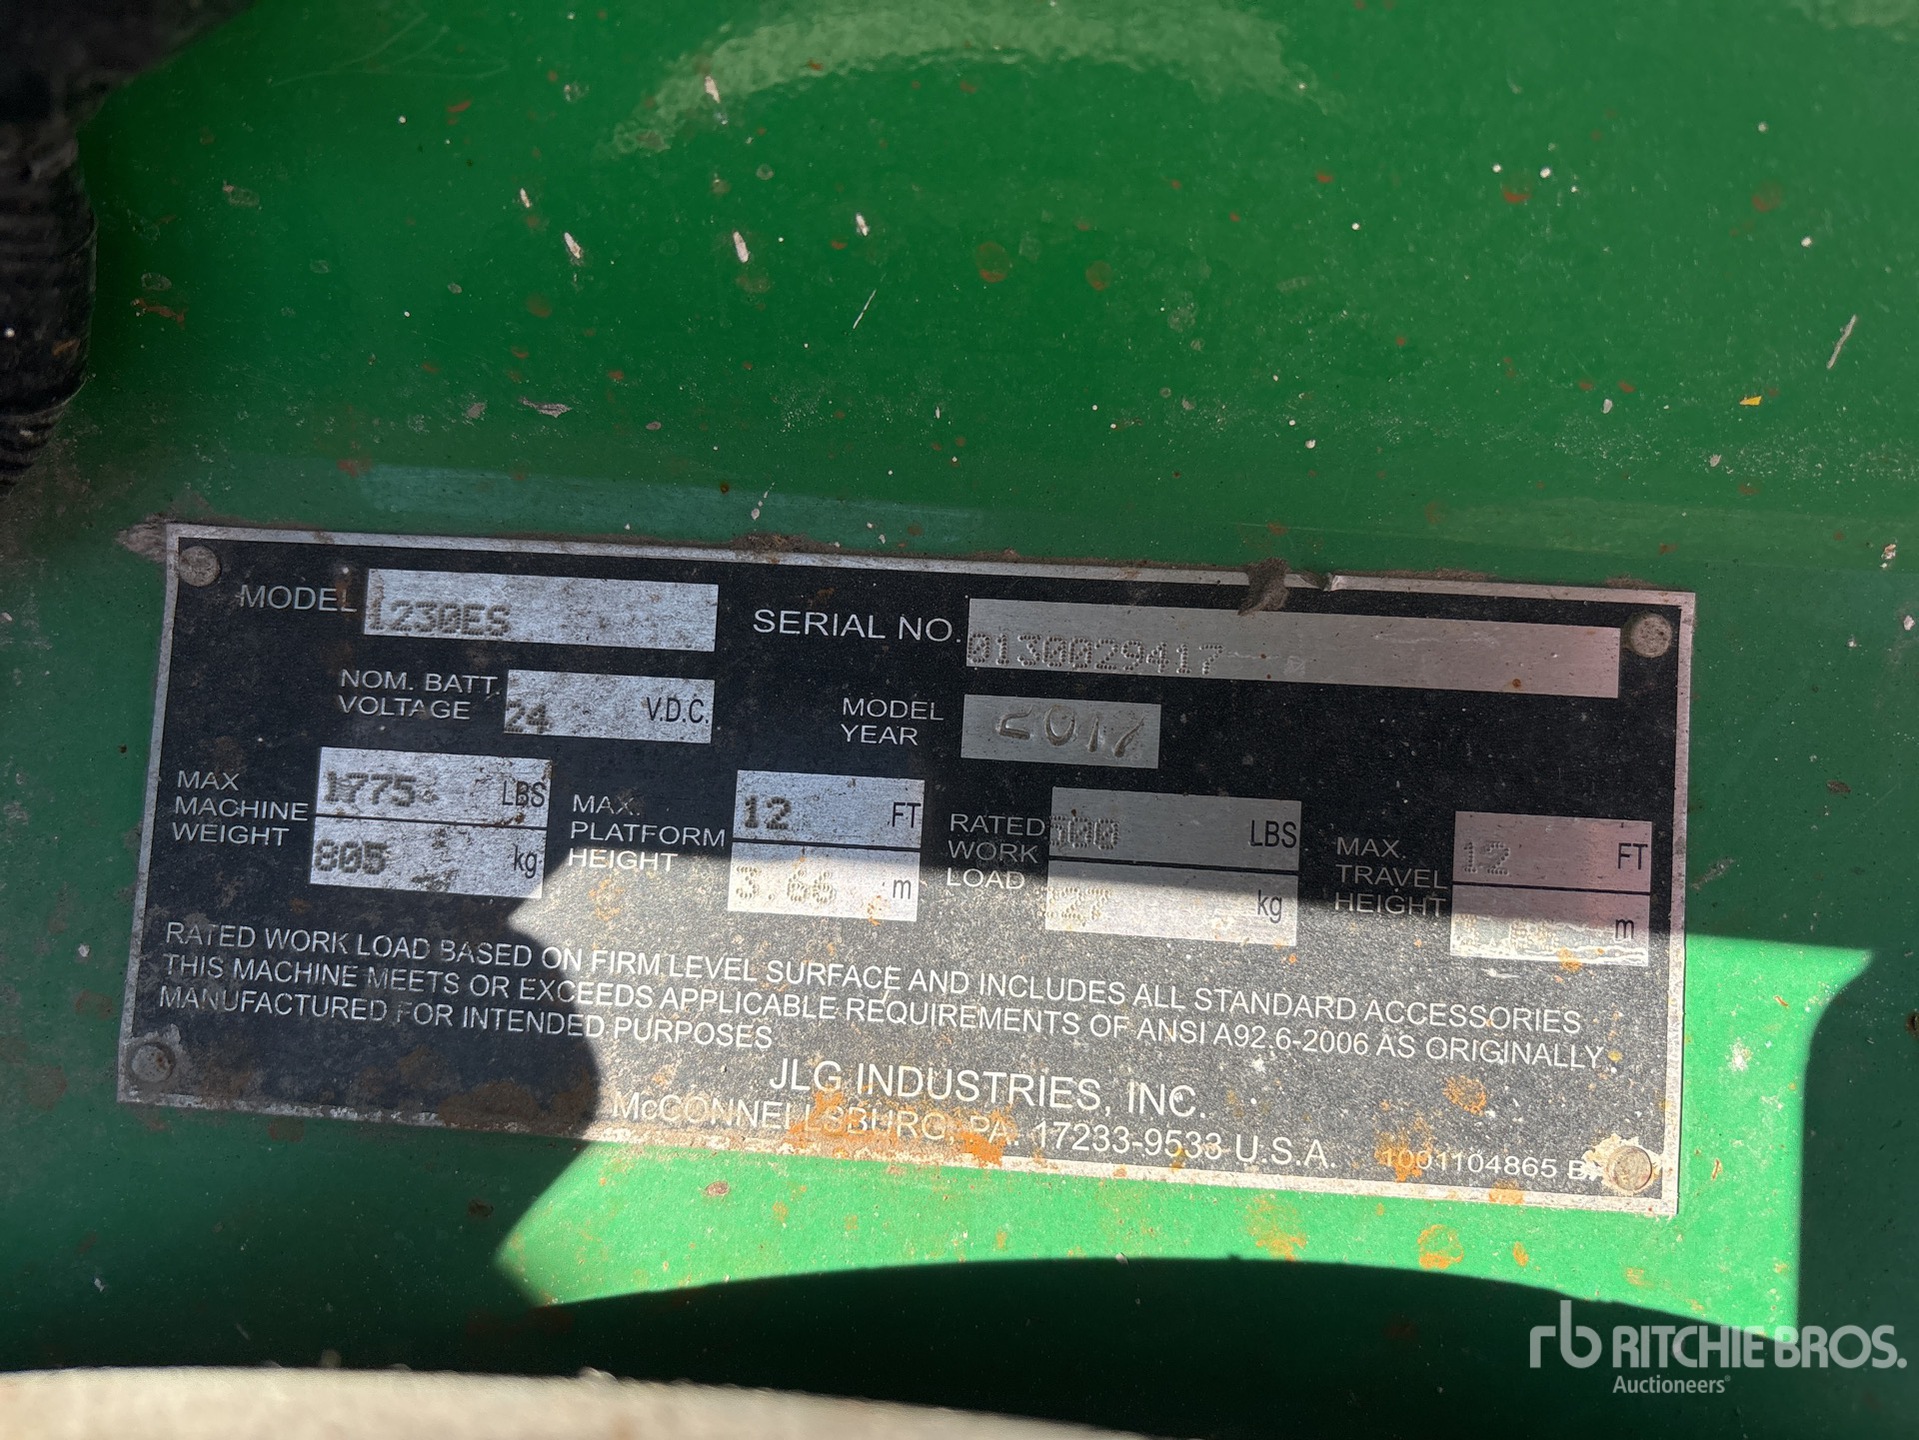 MODEL 1230ES
SERIAL NO. 0130029417
NOM. BATT. VOLTAGE 24 V.D.C.
MODEL YEAR 2017
MAX MACHINE WEIGHT 1775 LBS
805 kg
MAX. PLATFORM HEIGHT 12 FT
3.66 m
RATED WORK LOAD 500 LBS
227 kg
MAX. TRAVEL HEIGHT 12 FT
m
RATED WORK LOAD BASED ON FIRM LEVEL SURFACE AND INCLUDES ALL STANDARD ACCESSORIES
THIS MACHINE MEETS OR EXCEEDS APPLICABLE REQUIREMENTS OF ANSI A92.6-2006 AS ORIGINALLY
MANUFACTURED FOR INTENDED PURPOSES
JLG INDUSTRIES, INC.
McCONNELLSBURG, PA. 17233-9533 U.S.A.
1001104865 B
rb RITCHIE BROS.
Auctioneers